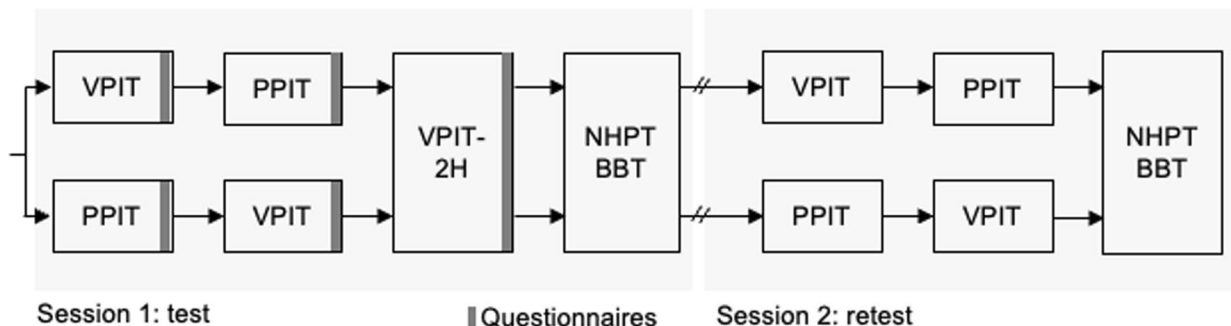 VPIT
PPIT
VPIT-
2H
NHPT
BBT
VPIT
PPIT
NHPT
BBT
PPIT
VPIT
PPIT
VPIT
Session 1: test
Questionnaires
Session 2: retest